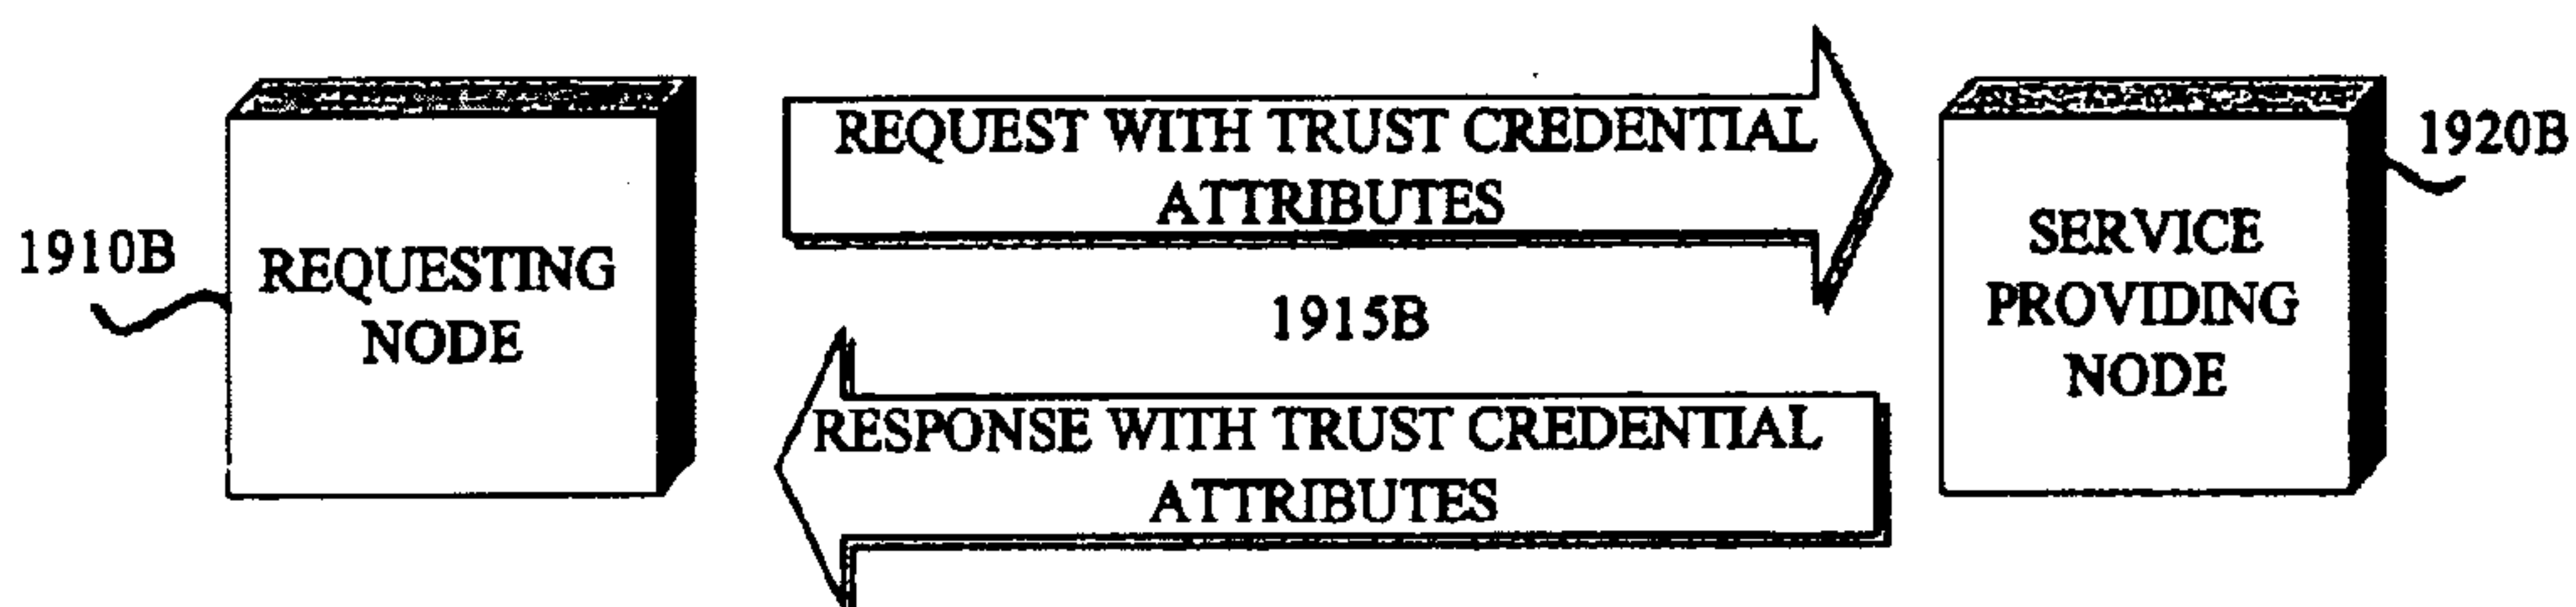 REQUEST WITH TRUST CREDENTIAL
ATTRIBUTES
1920B
1910B
REQUESTING
NODE
SERVICE
PROVIDING
NODE
1915B
RESPONSE WITH TRUST CREDENTIAL
ATTRIBUTES